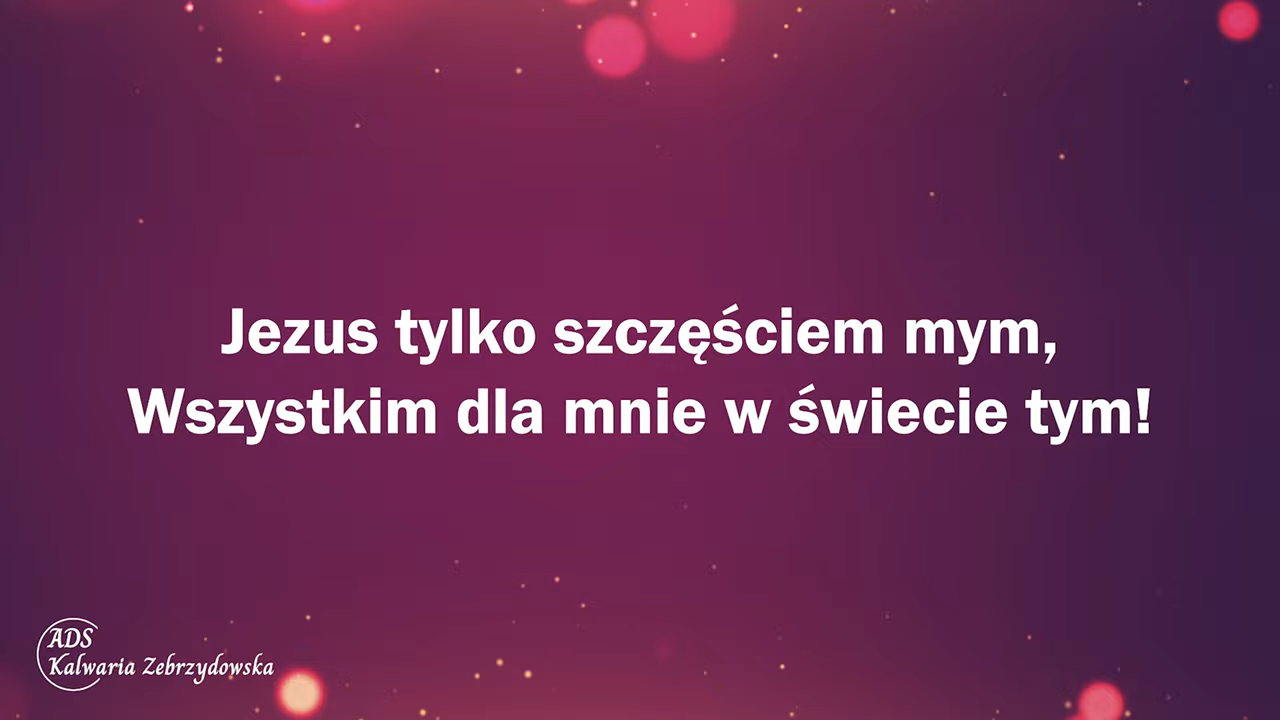 Jezus tylko szczęściem mym,
Wszystkim dla mnie w świecie tym!
ADS
Kalwaria Zebrzydowska